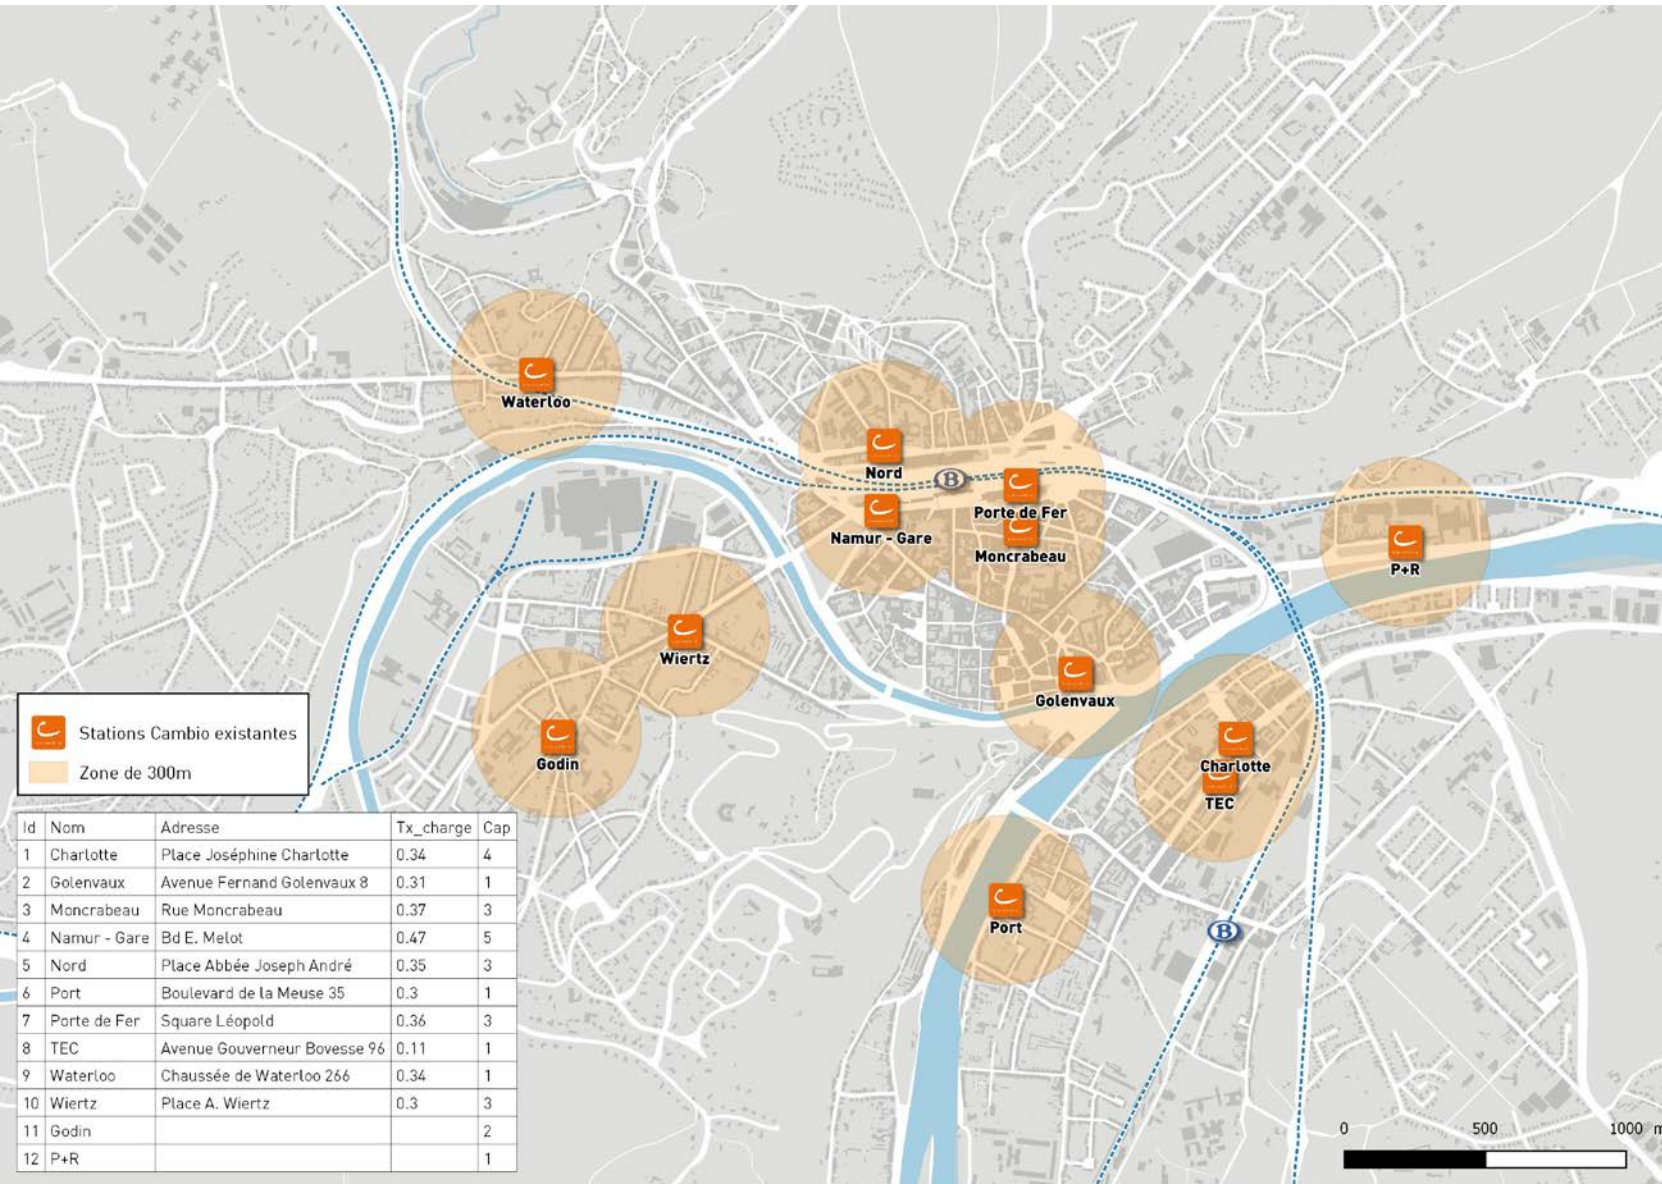 Waterloo
Nord
B
Porte de Fer
Namur - Gare
Moncrabeau
P+R
Wiertz
Golenvaux
Godin
Charlotte
TEC
Port
B
Stations Cambio existantes
Zone de 300m
Id Nom Adresse Tx_charge Cap
1 Charlotte Place Joséphine Charlotte 0.34 4
2 Golenvaux Avenue Fernand Golenvaux 8 0.31 1
3 Moncrabeau Rue Moncrabeau 0.37 3
4 Namur - Gare Bd E. Melot 0.47 5
5 Nord Place Abbée Joseph André 0.35 3
6 Port Boulevard de la Meuse 35 0.3 1
7 Porte de Fer Square Léopold 0.36 3
8 TEC Avenue Gouverneur Bovesse 96 0.11 1
9 Waterloo Chaussée de Waterloo 266 0.34 1
10 Wiertz Place A. Wiertz 0.3 3
11 Godin 2
12 P+R 1
0 500 1000 m